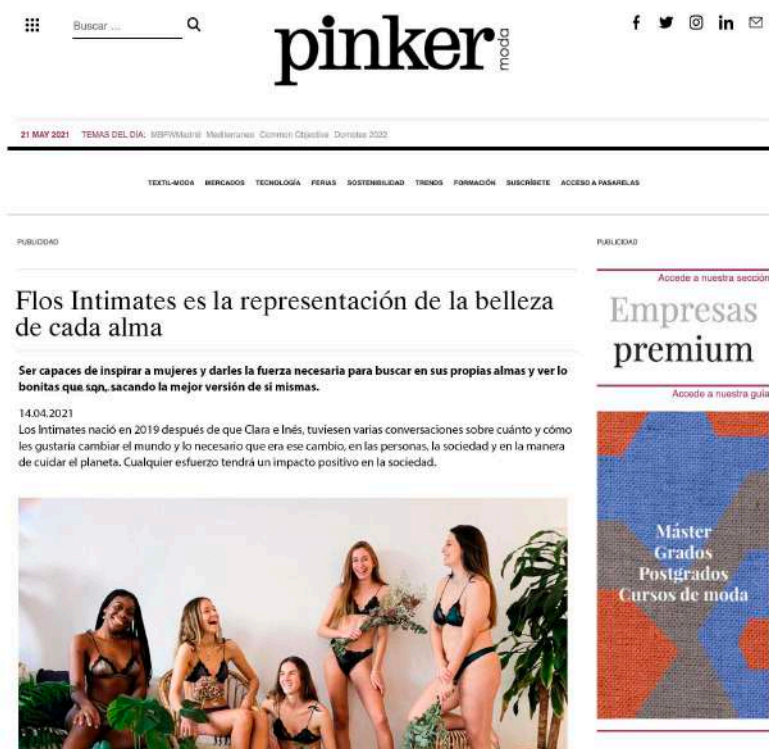 Buscar ...
pinker
moda
21 MAY 2021 TEMAS DEL DÍA: MBFWMadrid Mediterranea Common Objective Domotex 2022
TEXTIL-MODA MERCADOS TECNOLOGÍA FERIAS SOSTENIBILIDAD TRENDS FORMACIÓN SUSCRÍBETE ACCESO A PASARELAS
PUBLICIDAD
Flos Intimates es la representación de la belleza
de cada alma
Ser capaces de inspirar a mujeres y darles la fuerza necesaria para buscar en sus propias almas y ver lo
bonitas que son, sacando la mejor versión de si mismas.
14.04.2021
Los Intimates nació en 2019 después de que Clara e Inés, tuviesen varias conversaciones sobre cuánto y cómo
les gustaría cambiar el mundo y lo necesario que era ese cambio, en las personas, la sociedad y en la manera
de cuidar el planeta. Cualquier esfuerzo tendrá un impacto positivo en la sociedad.
PUBLICIDAD
Accede a nuestra sección
Empresas
premium
Accede a nuestra guía
Máster
Grados
Postgrados
Cursos de moda